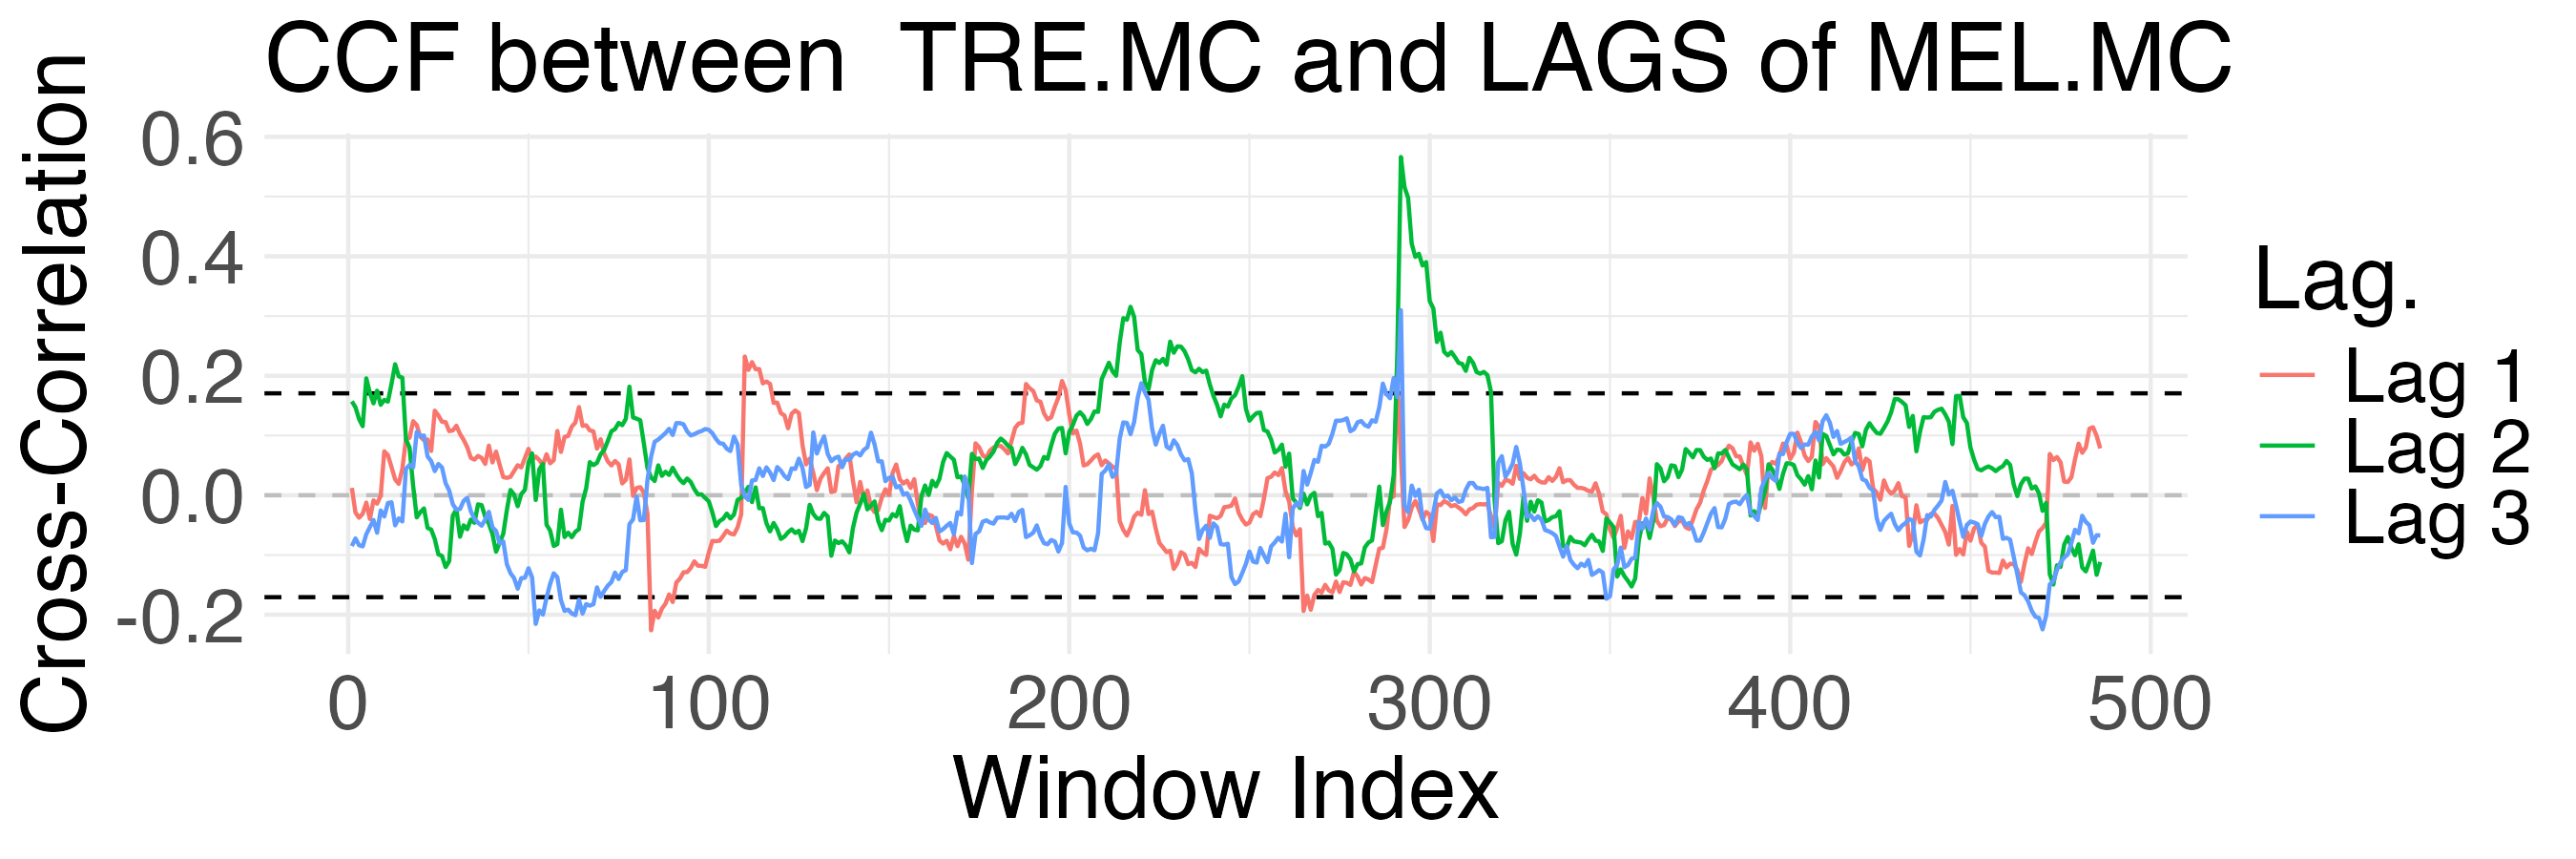 CCF between  TRE.MC and LAGS of MEL.MC
Cross-Correlation
0.6
0.4
0.2
0.0
-0.2
0 100 200 300 400 500
Window Index
Lag.
Lag 1
Lag 2
Lag 3